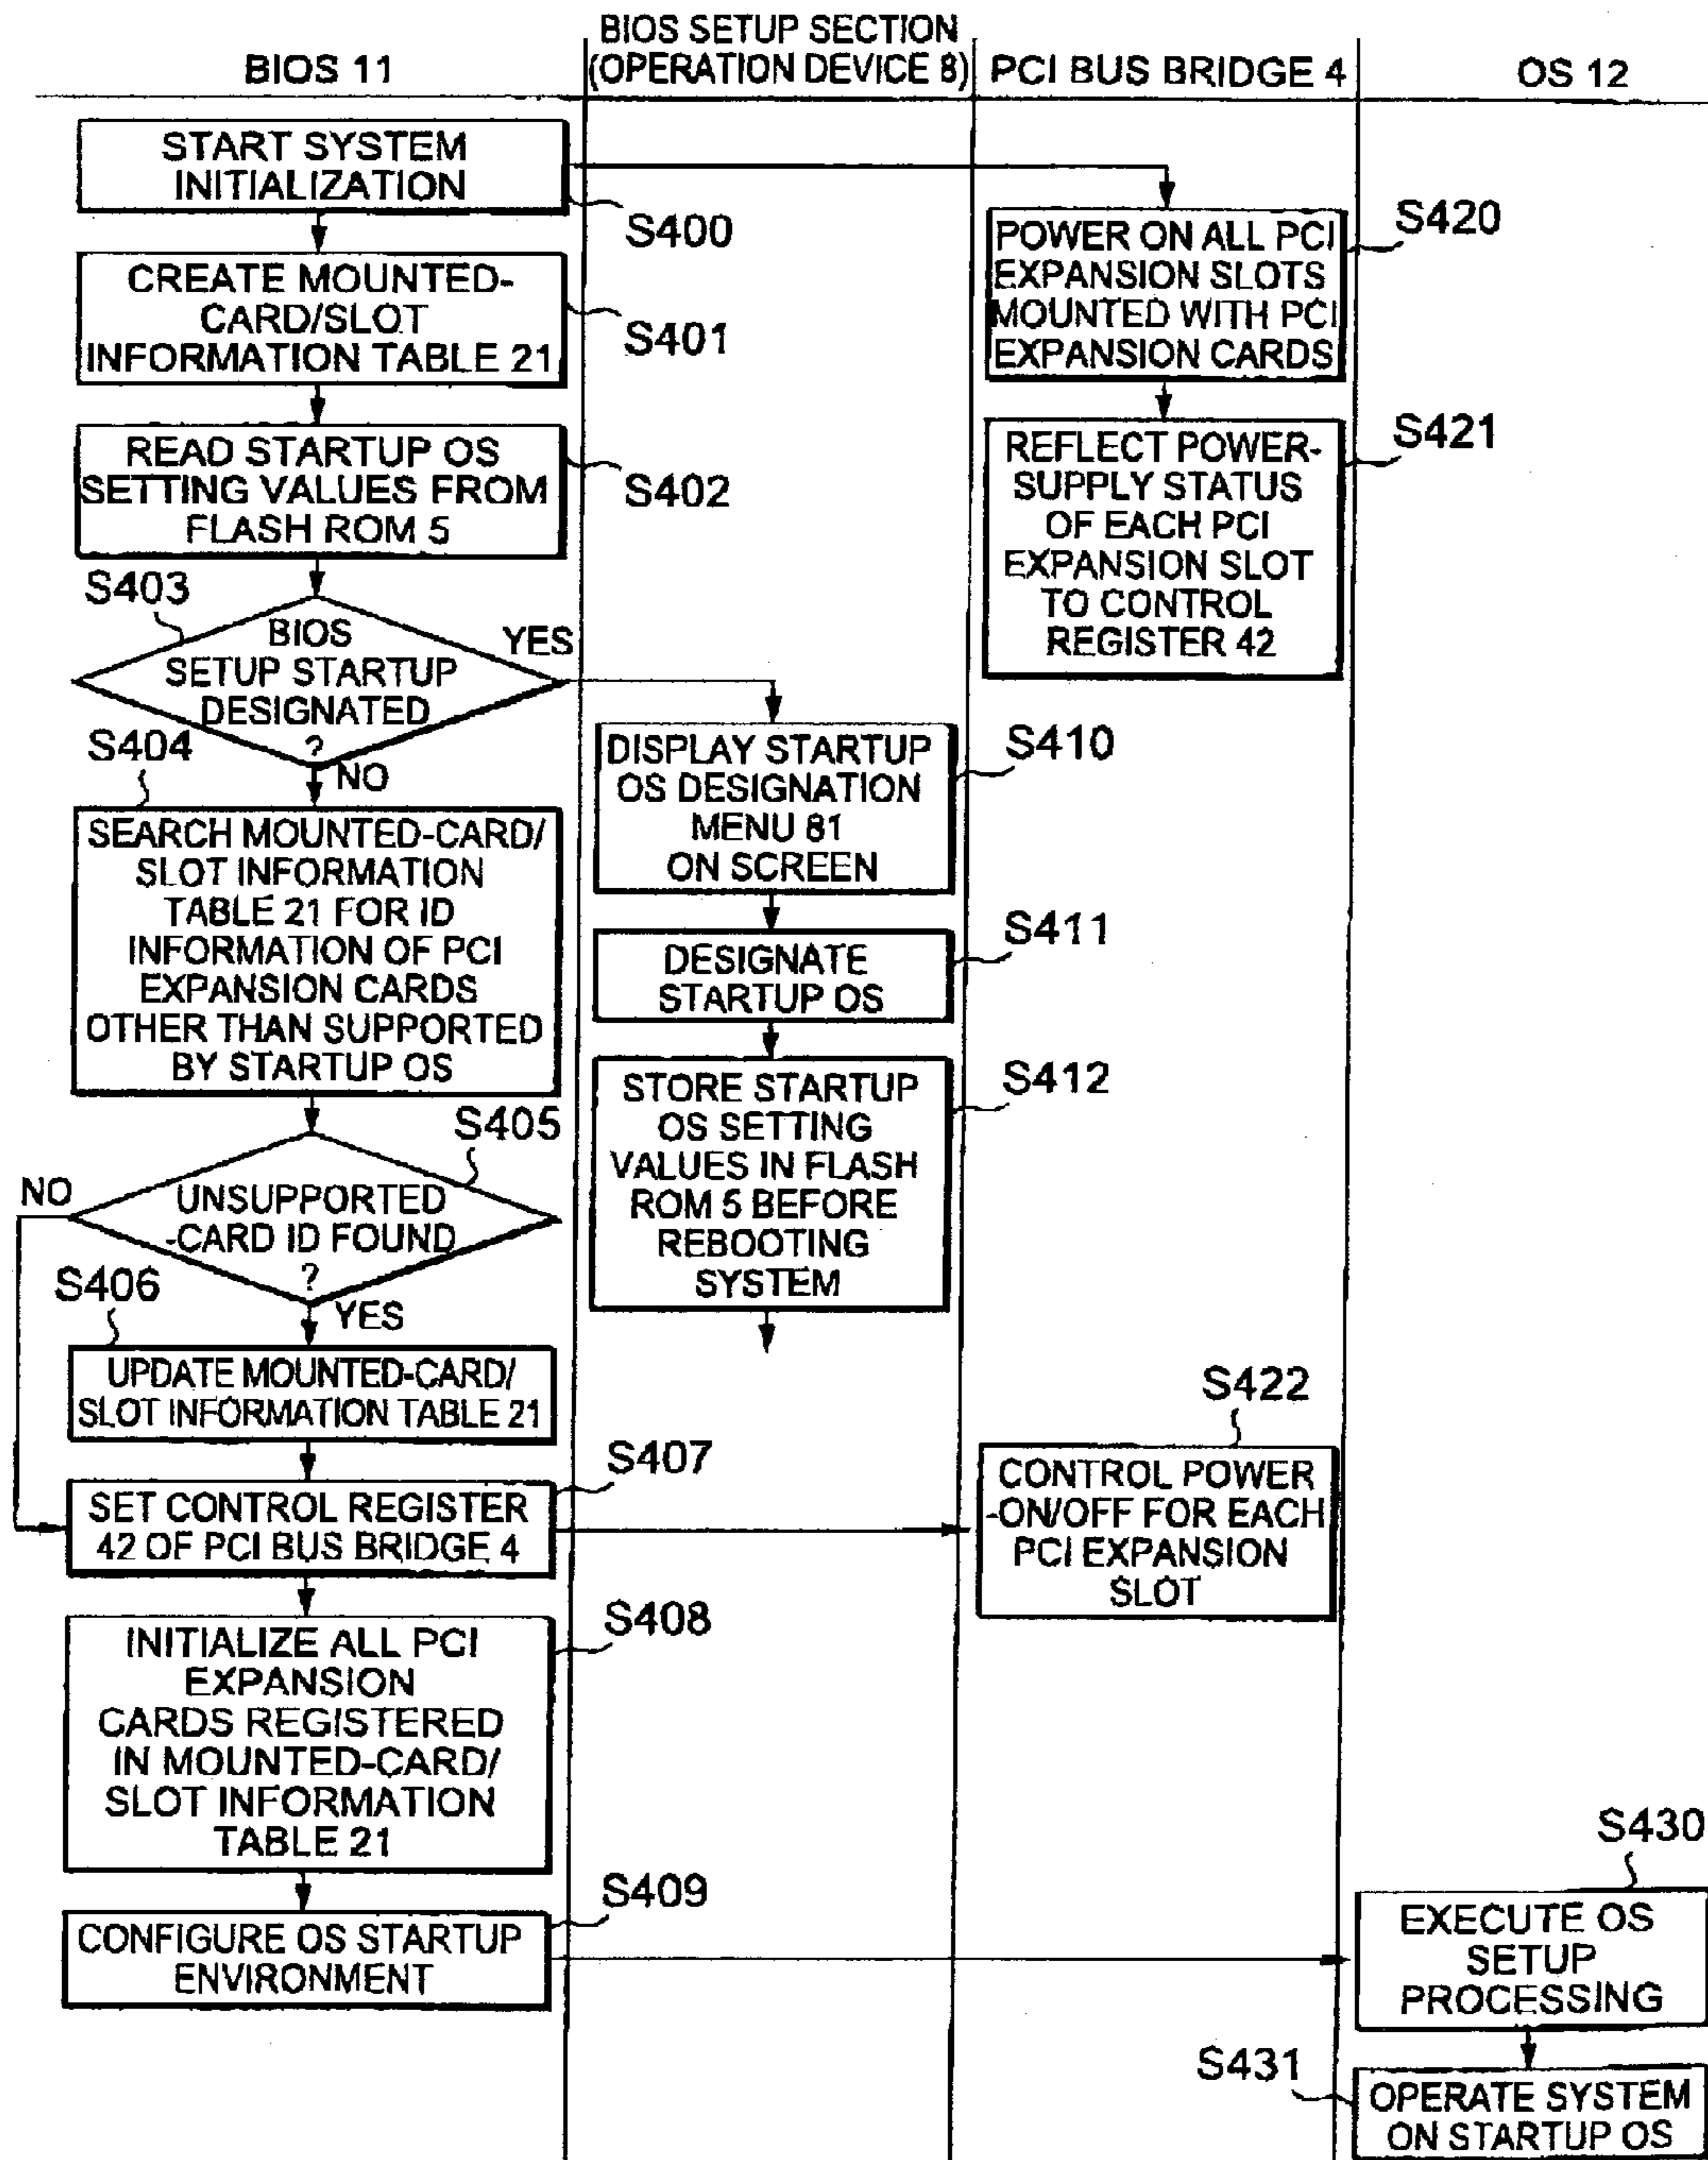 BIOS 11
BIOS SETUP SECTION
(OPERATION DEVICE 8)
PCI BUS BRIDGE 4
OS 12
START SYSTEM
INITIALIZATION
S400
CREATE MOUNTED-
CARD/SLOT
INFORMATION TABLE 21
S401
READ STARTUP OS
SETTING VALUES FROM
FLASH ROM 5
S402
S403
BIOS
SETUP STARTUP
DESIGNATED
?
YES
NO
S404
SEARCH MOUNTED-CARD/
SLOT INFORMATION
TABLE 21 FOR ID
INFORMATION OF PCI
EXPANSION CARDS
OTHER THAN SUPPORTED
BY STARTUP OS
S405
UNSUPPORTED
-CARD ID FOUND
?
NO
YES
S406
UPDATE MOUNTED-CARD/
SLOT INFORMATION TABLE 21
S407
SET CONTROL REGISTER
42 OF PCI BUS BRIDGE 4
S408
INITIALIZE ALL PCI
EXPANSION
CARDS REGISTERED
IN MOUNTED-CARD/
SLOT INFORMATION
TABLE 21
S409
CONFIGURE OS STARTUP
ENVIRONMENT
DISPLAY STARTUP
OS DESIGNATION
MENU 81
ON SCREEN
S410
DESIGNATE
STARTUP OS
S411
STORE STARTUP
OS SETTING
VALUES IN FLASH
ROM 5 BEFORE
REBOOTING
SYSTEM
S412
POWER ON ALL PCI
EXPANSION SLOTS
MOUNTED WITH PCI
EXPANSION CARDS
S420
REFLECT POWER-
SUPPLY STATUS
OF EACH PCI
EXPANSION SLOT
TO CONTROL
REGISTER 42
S421
S422
CONTROL POWER
-ON/OFF FOR EACH
PCI EXPANSION
SLOT
S430
EXECUTE OS
SETUP
PROCESSING
S431
OPERATE SYSTEM
ON STARTUP OS